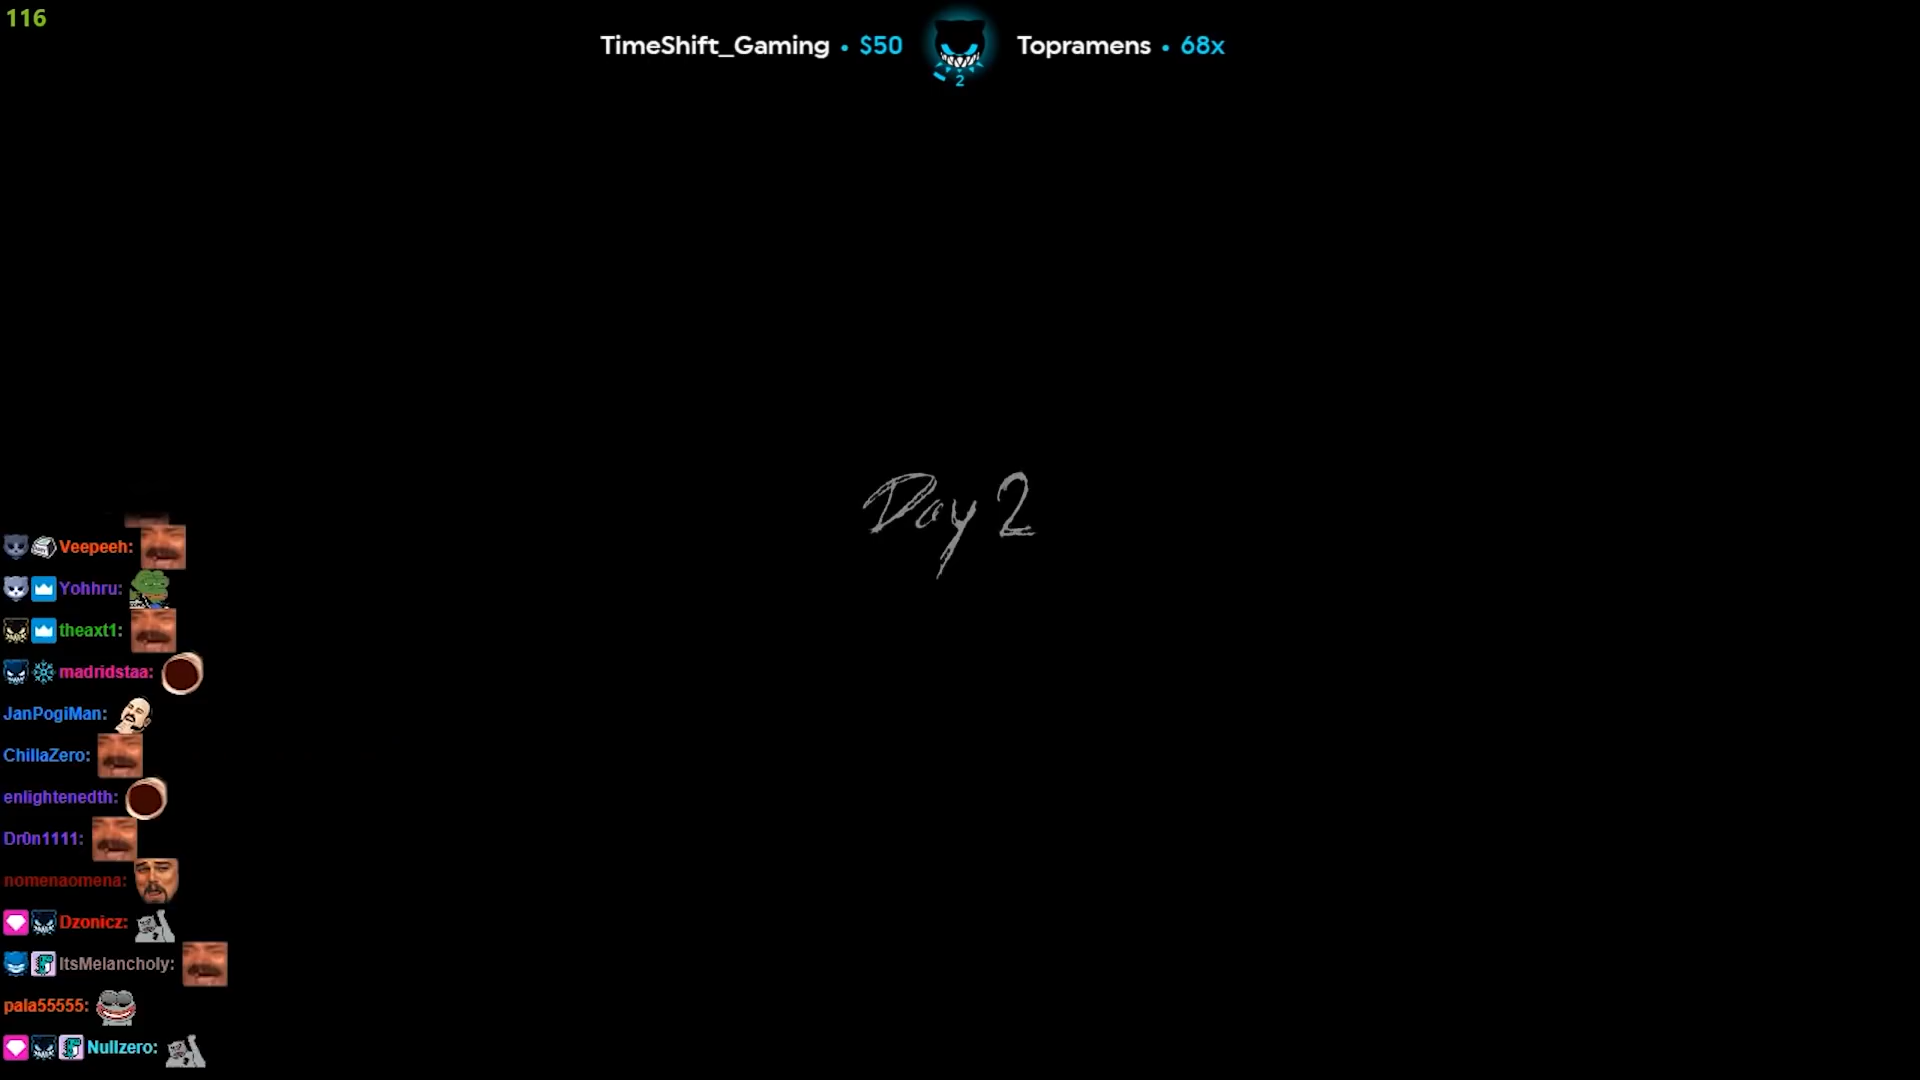 116
TimeShift_Gaming • $50
2
Topramens • 68x
Day 2
Veepeeh:
Yohhru:
theaxt1:
madridstaa:
JanPogiMan:
ChillaZero:
enlightenedth:
Dr0n1111:
nomenaomena:
Dzonicz:
ItsMelancholy:
pala55555:
Nullzero: